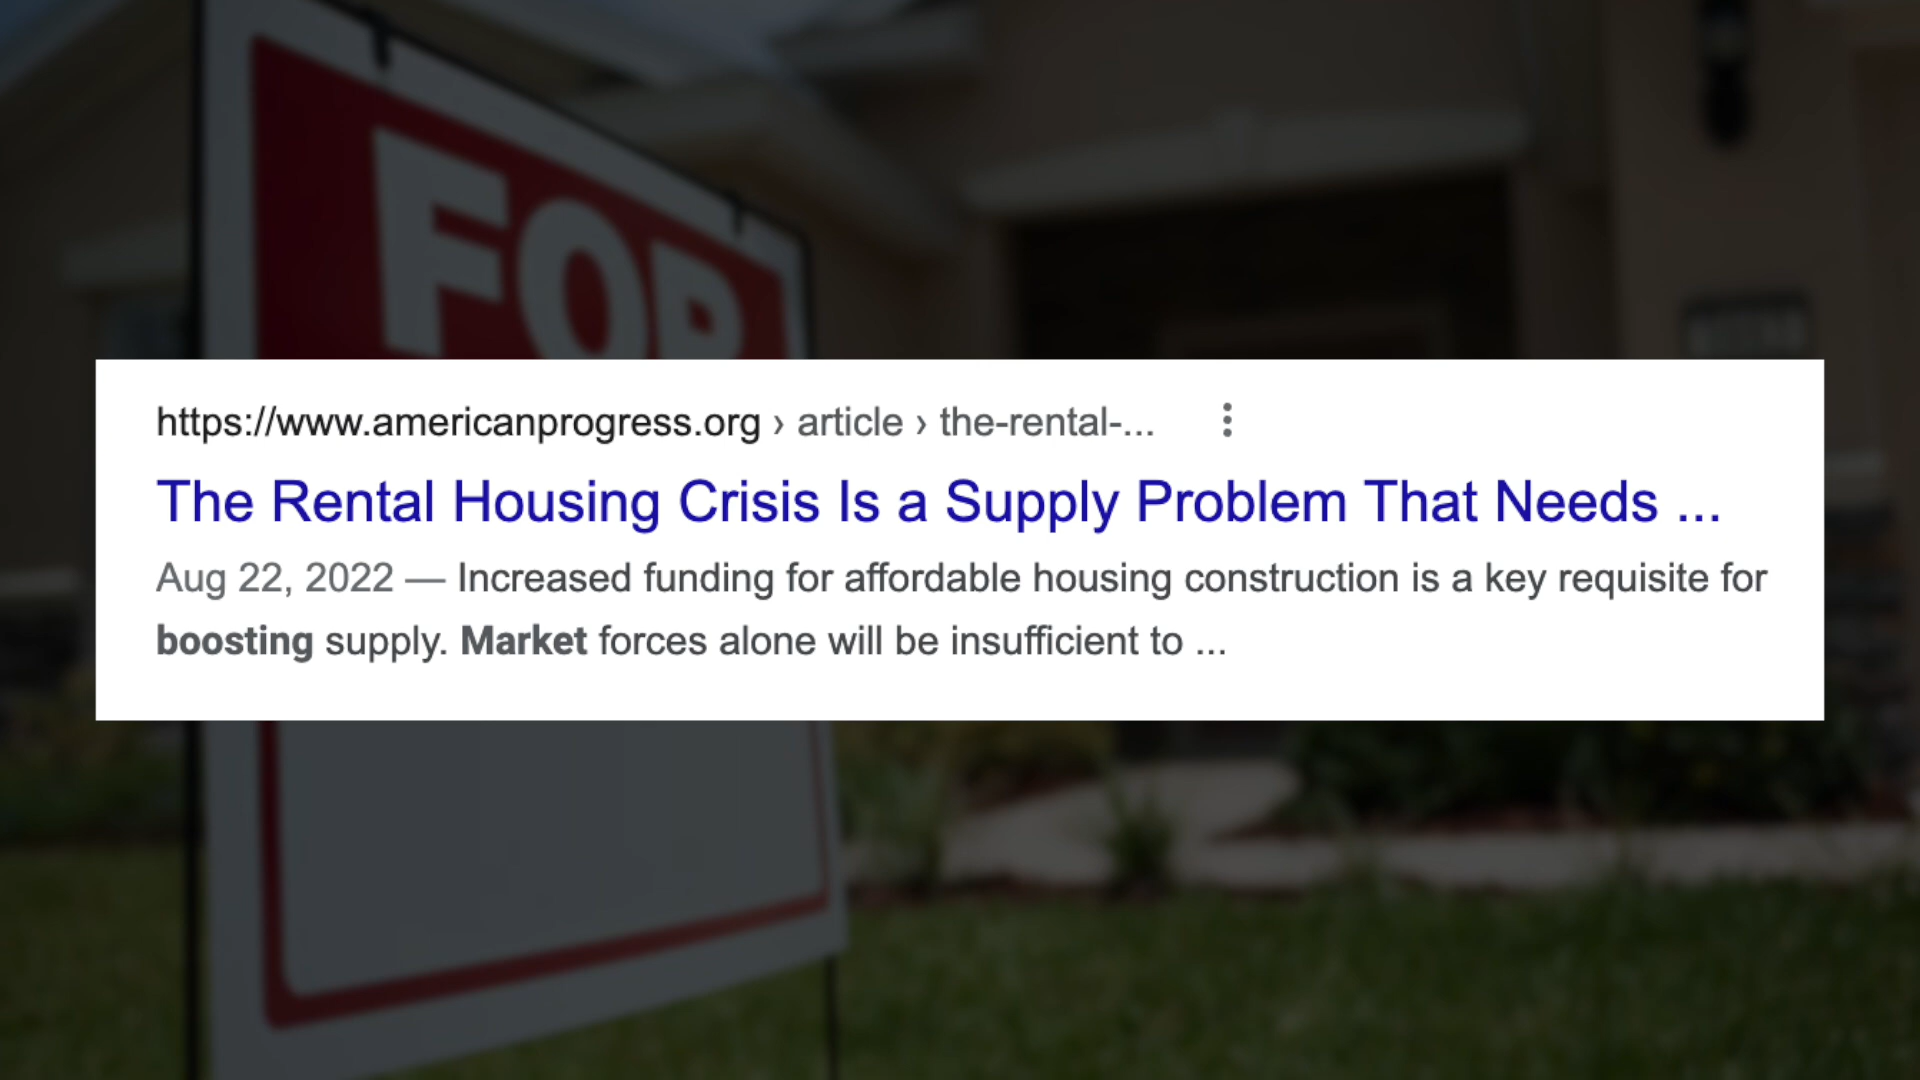 FOR
https://www.americanprogress.org › article › the-rental-...
The Rental Housing Crisis Is a Supply Problem That Needs ...
Aug 22, 2022 — Increased funding for affordable housing construction is a key requisite for
boosting supply. Market forces alone will be insufficient to ...